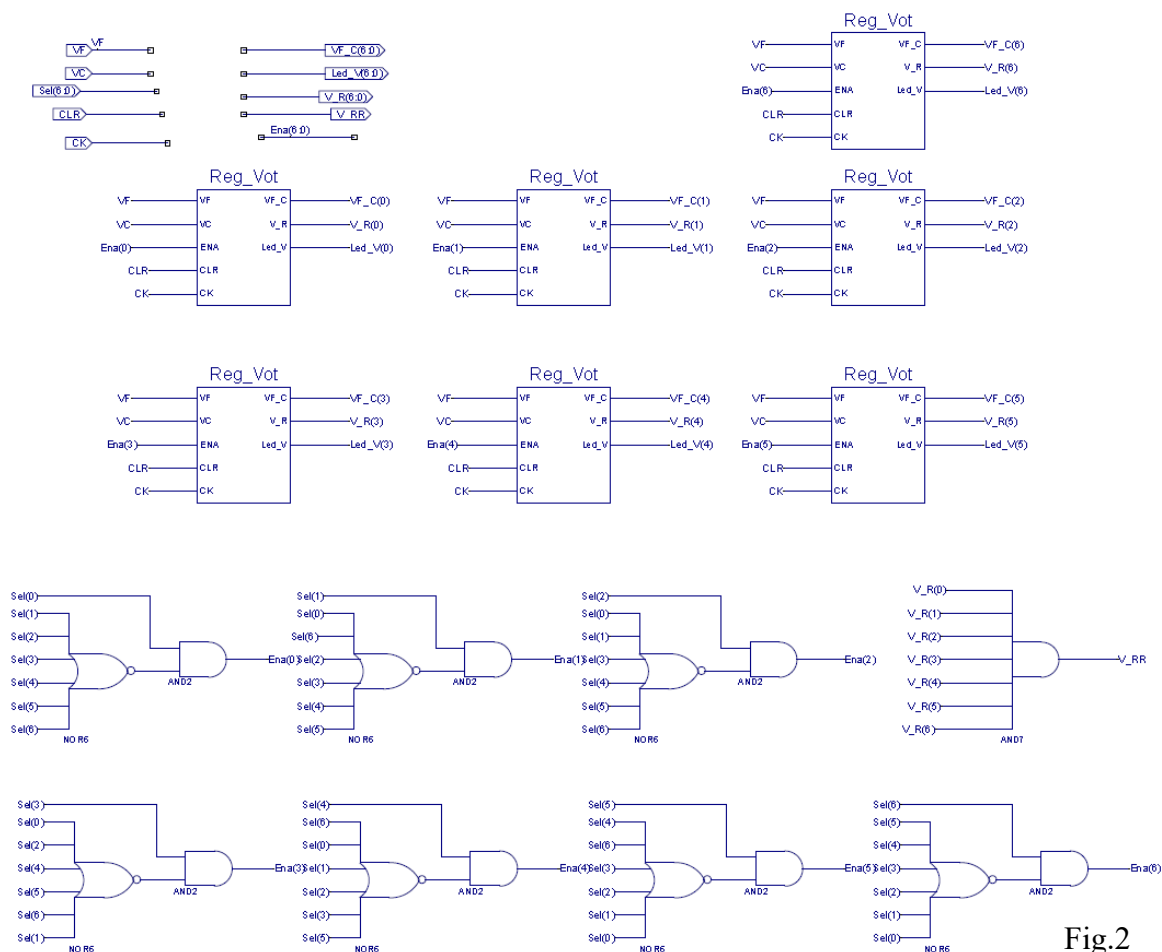 Reg_Vot
VF
VF
VF_C(6:0)
VF
VF
VF_C
VF_C(6)
VC
Led_V(6:0)
VC
VC
V_R
V_R(6)
Sel(6:0)
V_R(6:0)
Ena(6)
ENA
Led_V
Led_V(6)
CLR
V_RR
CLR
CLR
Ena(6:0)
CK
CK
CK
Reg_Vot
VF
VF
VF_C
VF_C(0)
VC
VC
V_R
V_R(0)
Ena(0)
ENA
Led_V
Led_V(0)
CLR
CLR
CK
CK
Reg_Vot
VF
VF
VF_C
VF_C(1)
VC
VC
V_R
V_R(1)
Ena(1)
ENA
Led_V
Led_V(1)
CLR
CLR
CK
CK
Reg_Vot
VF
VF
VF_C
VF_C(2)
VC
VC
V_R
V_R(2)
Ena(2)
ENA
Led_V
Led_V(2)
CLR
CLR
CK
CK
Reg_Vot
VF
VF
VF_C
VF_C(3)
VC
VC
V_R
V_R(3)
Ena(3)
ENA
Led_V
Led_V(3)
CLR
CLR
CK
CK
Reg_Vot
VF
VF
VF_C
VF_C(4)
VC
VC
V_R
V_R(4)
Ena(4)
ENA
Led_V
Led_V(4)
CLR
CLR
CK
CK
Reg_Vot
VF
VF
VF_C
VF_C(5)
VC
VC
V_R
V_R(5)
Ena(5)
ENA
Led_V
Led_V(5)
CLR
CLR
CK
CK
Sel(0)
Sel(1)
Sel(2)
Sel(3)
Sel(4)
Sel(5)
Sel(6)
NOR6
AND2
Ena(0)
Sel(1)
Sel(0)
Sel(6)
Sel(2)
Sel(3)
Sel(4)
Sel(5)
NOR6
AND2
Ena(1)
Sel(2)
Sel(0)
Sel(1)
Sel(3)
Sel(4)
Sel(5)
Sel(6)
NOR6
AND2
Ena(2)
V_R(0)
V_R(1)
V_R(2)
V_R(3)
V_R(4)
V_R(5)
V_R(6)
AND7
V_RR
Sel(3)
Sel(0)
Sel(2)
Sel(4)
Sel(5)
Sel(6)
Sel(1)
NOR6
AND2
Ena(3)
Sel(4)
Sel(6)
Sel(0)
Sel(1)
Sel(2)
Sel(3)
Sel(5)
NOR6
AND2
Ena(4)
Sel(5)
Sel(4)
Sel(6)
Sel(3)
Sel(2)
Sel(1)
Sel(0)
NOR6
AND2
Ena(5)
Sel(6)
Sel(5)
Sel(4)
Sel(3)
Sel(2)
Sel(1)
Sel(0)
NOR6
AND2
Ena(6)
Fig.2